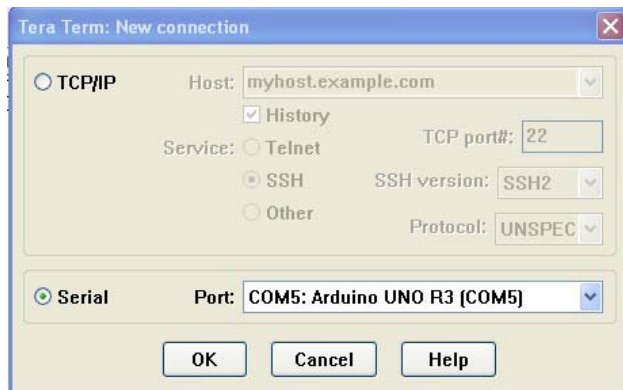 Tera Term: New connection
TCP/IP
Host: myhost.example.com
History
Service: Telnet
TCP port#: 22
SSH
SSH version: SSH2
Other
Protocol: UNSPEC
Serial
Port: COM5: Arduino UNO R3 (COM5)
OK Cancel Help